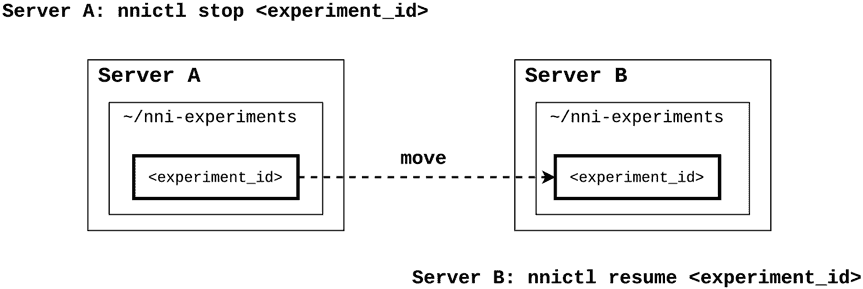 Server A: nnictl stop <experiment_id>
Server A
Server B
~/nni-experiments
~/nni-experiments
<experiment_id>
move
<experiment_id>
Server B: nnictl resume <experiment_id>